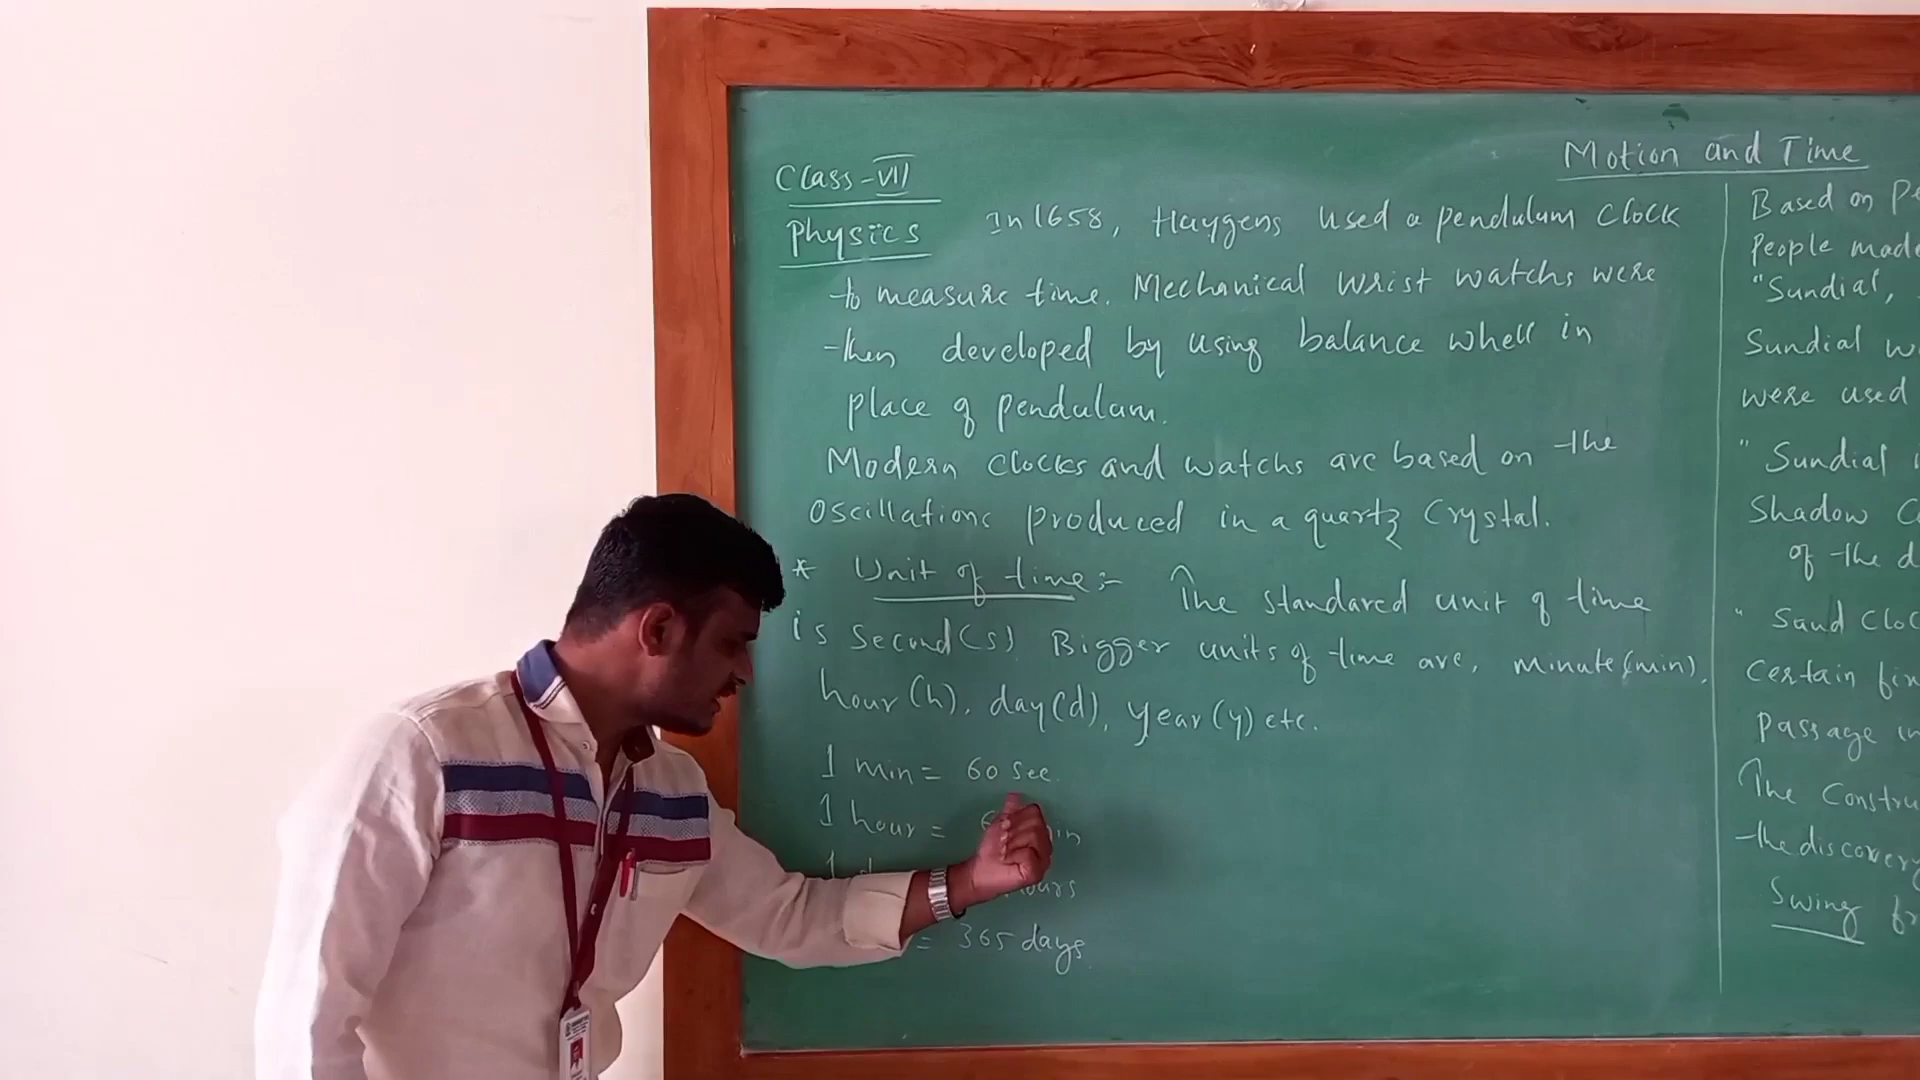 Motion and Time
Class-VII
Physics
In 1658, Haygens used a pendulum Clock
to measure time. Mechanical wrist watchs were
then developed by using balance whell in
place of pendulum.
Modern clocks and watchs are based on the
Oscillations produced in a quartz Crystal.
* Unit of time:- The standared unit of time
is second(s). Bigger units of time are, minute(min),
hour(h), day(d), year(y) etc.
1 min = 60 Sec.
1 hour =
1
hours
= 365 days.
Based on
People made
"Sundial,
Sundial
were used
" Sundial
Shadow
of the
" Sand
Certain
Passage in
The
the discovery
Swing